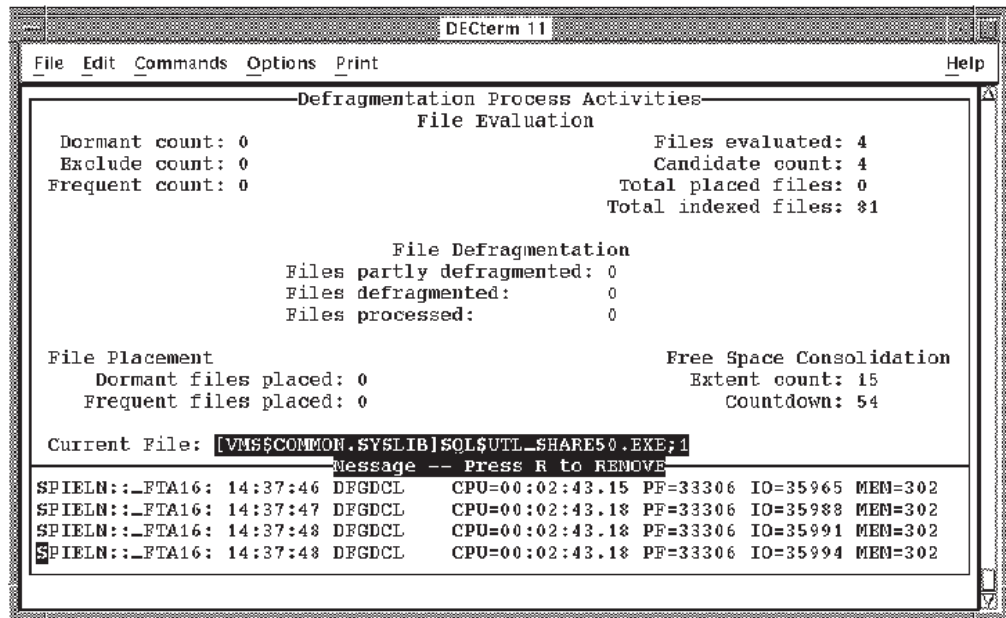 DECterm 11
File Edit Commands Options Print Help
Defragmentation Process Activities
File Evaluation
Dormant count: 0 Files evaluated: 4
Exclude count: 0 Candidate count: 4
Frequent count: 0 Total placed files: 0
Total indexed files: 81
File Defragmentation
Files partly defragmented: 0
Files defragmented: 0
Files processed: 0
File Placement Free Space Consolidation
Dormant files placed: 0 Extent count: 15
Frequent files placed: 0 Countdown: 54
Current File: [VMS$COMMON.SYSLIB]SQL$UTL_SHARE50.EXE;1
Message -- Press R to REMOVE
SPIELN::_FTA16: 14:37:46 DFGDCL CPU=00:02:43.15 PF=33306 IO=35965 MEM=302
SPIELN::_FTA16: 14:37:47 DFGDCL CPU=00:02:43.18 PF=33306 IO=35988 MEM=302
SPIELN::_FTA16: 14:37:48 DFGDCL CPU=00:02:43.18 PF=33306 IO=35991 MEM=302
SPIELN::_FTA16: 14:37:48 DFGDCL CPU=00:02:43.18 PF=33306 IO=35994 MEM=302